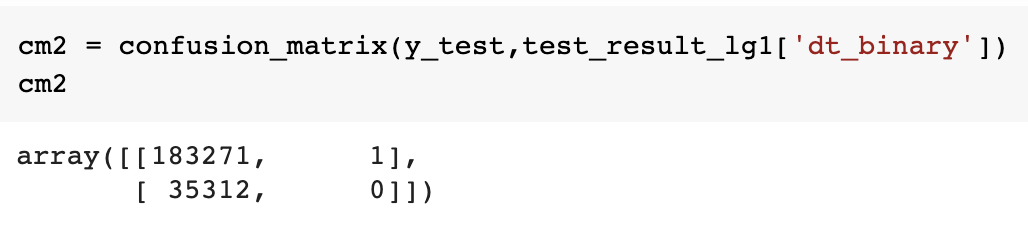 cm2 = confusion_matrix(y_test,test_result_lg1['dt_binary'])
cm2
array([[183271,      1],
       [ 35312,      0]])